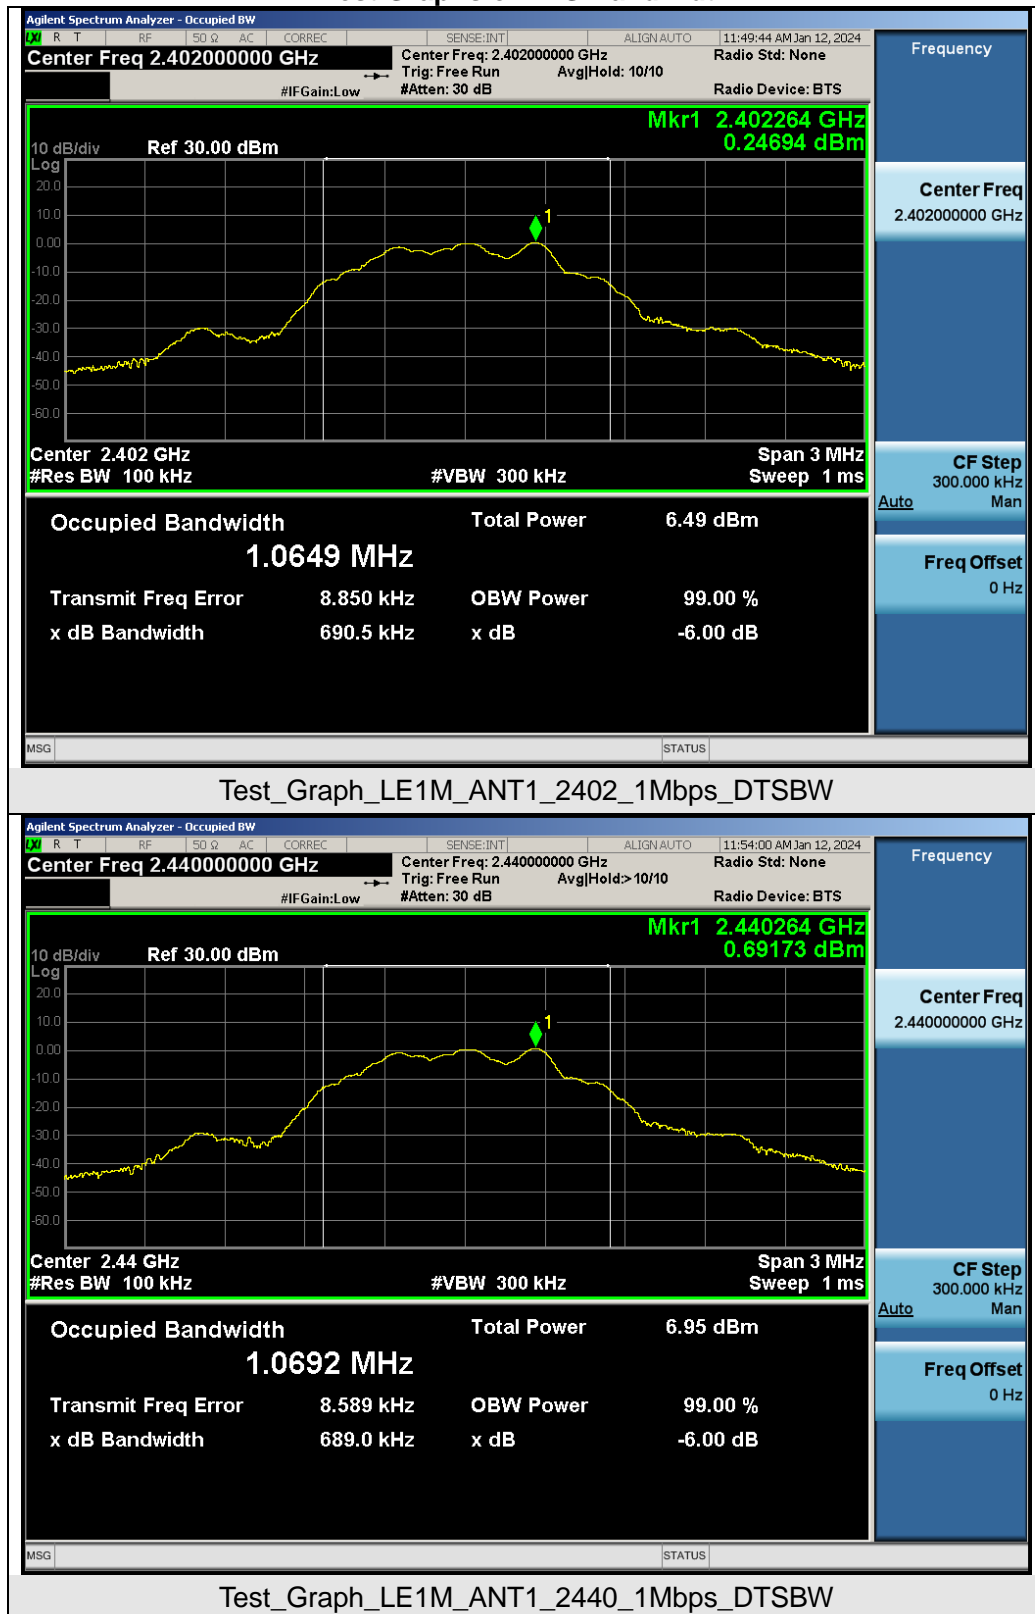 Agilent Spectrum Analyzer - Occupied BW
LXI R T RF 50 Ω AC CORREC SENSE:INT ALIGN AUTO 11:49:44 AM Jan 12, 2024
Center Freq 2.402000000 GHz
Center Freq: 2.402000000 GHz Radio Std: None
Trig: Free Run Avg|Hold: 10/10
#IFGain:Low #Atten: 30 dB Radio Device: BTS
Frequency
Mkr1 2.402264 GHz
0.24694 dBm
10 dB/div Ref 30.00 dBm
Log
20.0
10.0
0.00
-10.0
-20.0
-30.0
-40.0
-50.0
-60.0
1
Center 2.402 GHz Span 3 MHz
#Res BW 100 kHz #VBW 300 kHz Sweep 1 ms
Center Freq
2.402000000 GHz
CF Step
300.000 kHz
Auto Man
Freq Offset
0 Hz
Occupied Bandwidth Total Power 6.49 dBm
1.0649 MHz
Transmit Freq Error 8.850 kHz OBW Power 99.00 %
x dB Bandwidth 690.5 kHz x dB -6.00 dB
MSG STATUS
Test_Graph_LE1M_ANT1_2402_1Mbps_DTSBW
Agilent Spectrum Analyzer - Occupied BW
LXI R T RF 50 Ω AC CORREC SENSE:INT ALIGN AUTO 11:54:00 AM Jan 12, 2024
Center Freq 2.440000000 GHz
Center Freq: 2.440000000 GHz Radio Std: None
Trig: Free Run Avg|Hold:>10/10
#IFGain:Low #Atten: 30 dB Radio Device: BTS
Frequency
Mkr1 2.440264 GHz
0.69173 dBm
10 dB/div Ref 30.00 dBm
Log
20.0
10.0
0.00
-10.0
-20.0
-30.0
-40.0
-50.0
-60.0
1
Center 2.44 GHz Span 3 MHz
#Res BW 100 kHz #VBW 300 kHz Sweep 1 ms
Center Freq
2.440000000 GHz
CF Step
300.000 kHz
Auto Man
Freq Offset
0 Hz
Occupied Bandwidth Total Power 6.95 dBm
1.0692 MHz
Transmit Freq Error 8.589 kHz OBW Power 99.00 %
x dB Bandwidth 689.0 kHz x dB -6.00 dB
MSG STATUS
Test_Graph_LE1M_ANT1_2440_1Mbps_DTSBW